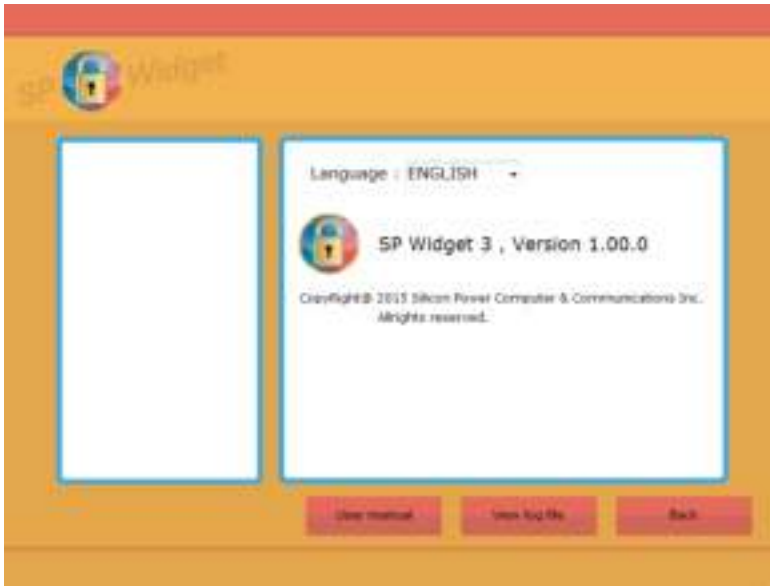 SP Widget
Language : ENGLISH
SP Widget 3 , Version 1.00.0
Copyright© 2015 Silicon Power Computer & Communications Inc.
Allrights reserved.
User manual
View log file
Back